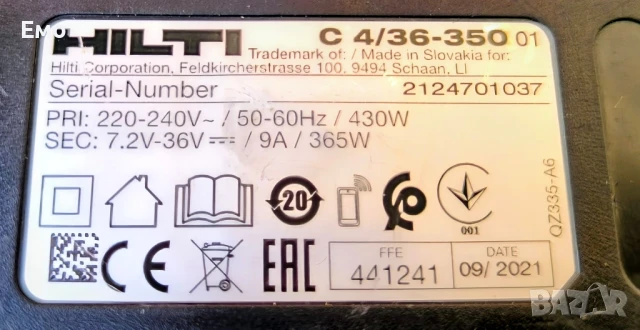 Emo
HILTI
C 4/36-350 01
Trademark of: / Made in Slovakia for:
Hilti Corporation, Feldkircherstrasse 100, 9494 Schaan, LI
Serial-Number 2124701037
PRI: 220-240V~ / 50-60Hz / 430W
SEC: 7.2V-36V⎓ / 9A / 365W
20
001
QZ335-A6
CE
EAC
FFE
441241
DATE
09/ 2021
BAZAR.BG